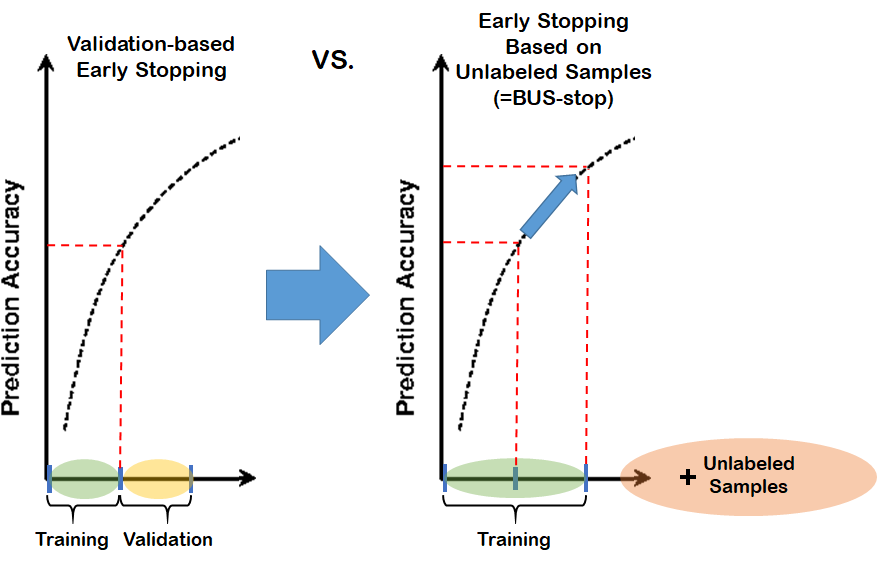 Validation-based
Early Stopping
VS.
Early Stopping
Based on
Unlabeled Samples
(=BUS-stop)
Prediction Accuracy
Prediction Accuracy
Training
Validation
Training
+ Unlabeled
Samples